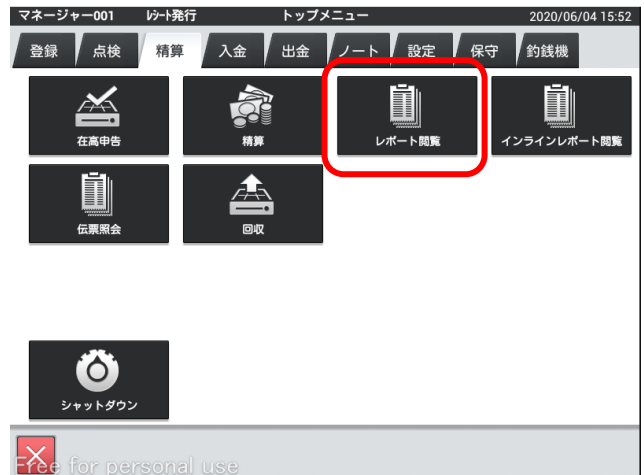 マネージャー001 ﾚｼｰﾄ発行 トップメニュー 2020/06/04 15:52
登録 点検 精算 入金 出金 ノート 設定 保守 釣銭機
在高申告 精算 レポート閲覧 インラインレポート閲覧
伝票照会 回収
シャットダウン
Free for personal use